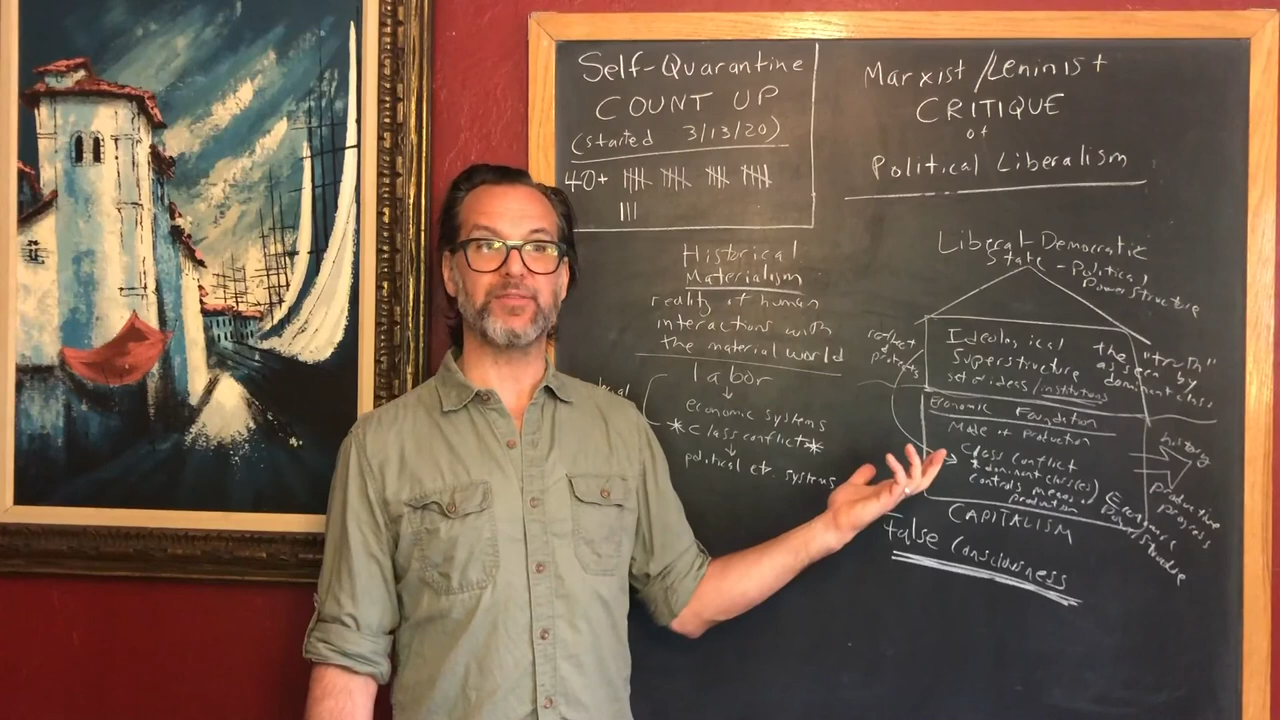 Self-Quarantine
COUNT UP
(started 3/13/20)
40+
Marxist/Leninist
CRITIQUE
of
Political Liberalism
Historical
Materialism
reality of human
interactions with
the material world
labor
economic systems
*Class conflict*
political etc. systems
Liberal-Democratic
State - Political
Power Structure
reflect
&
protects
Ideological
Superstructure
set of ideas/institutions
the "truth"
as seen by
dominant class,
Economic Foundation
Mode of production
Class conflict
*dominant class(es)
controls means of
production
Economic
Power Structure
history
productive
progress
CAPITALISM
False Consciousness